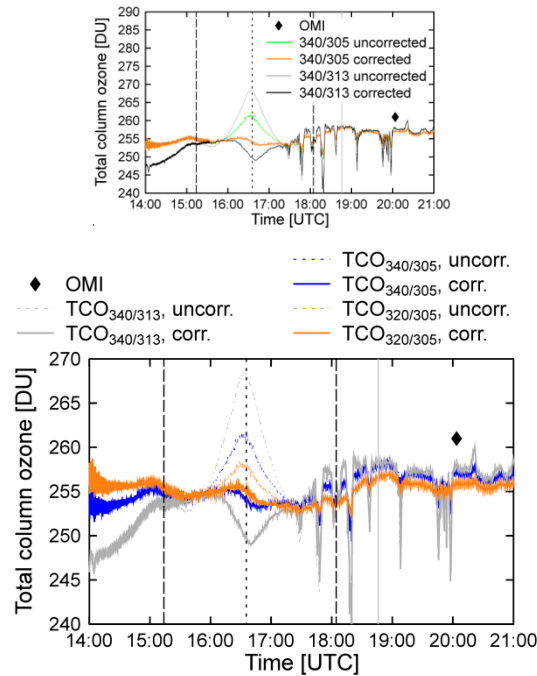 OMI
340/305 uncorrected
340/305 corrected
340/313 uncorrected
340/313 corrected
Total column ozone [DU]
290
285
280
275
270
265
260
255
250
245
240
14:00 15:00 16:00 17:00 18:00 19:00 20:00 21:00
Time [UTC]
OMI
TCO340/313, uncorr.
TCO340/313, corr.
TCO340/305, uncorr.
TCO340/305, corr.
TCO320/305, uncorr.
TCO320/305, corr.
Total column ozone [DU]
270
265
260
255
250
245
240
14:00 15:00 16:00 17:00 18:00 19:00 20:00 21:00
Time [UTC]